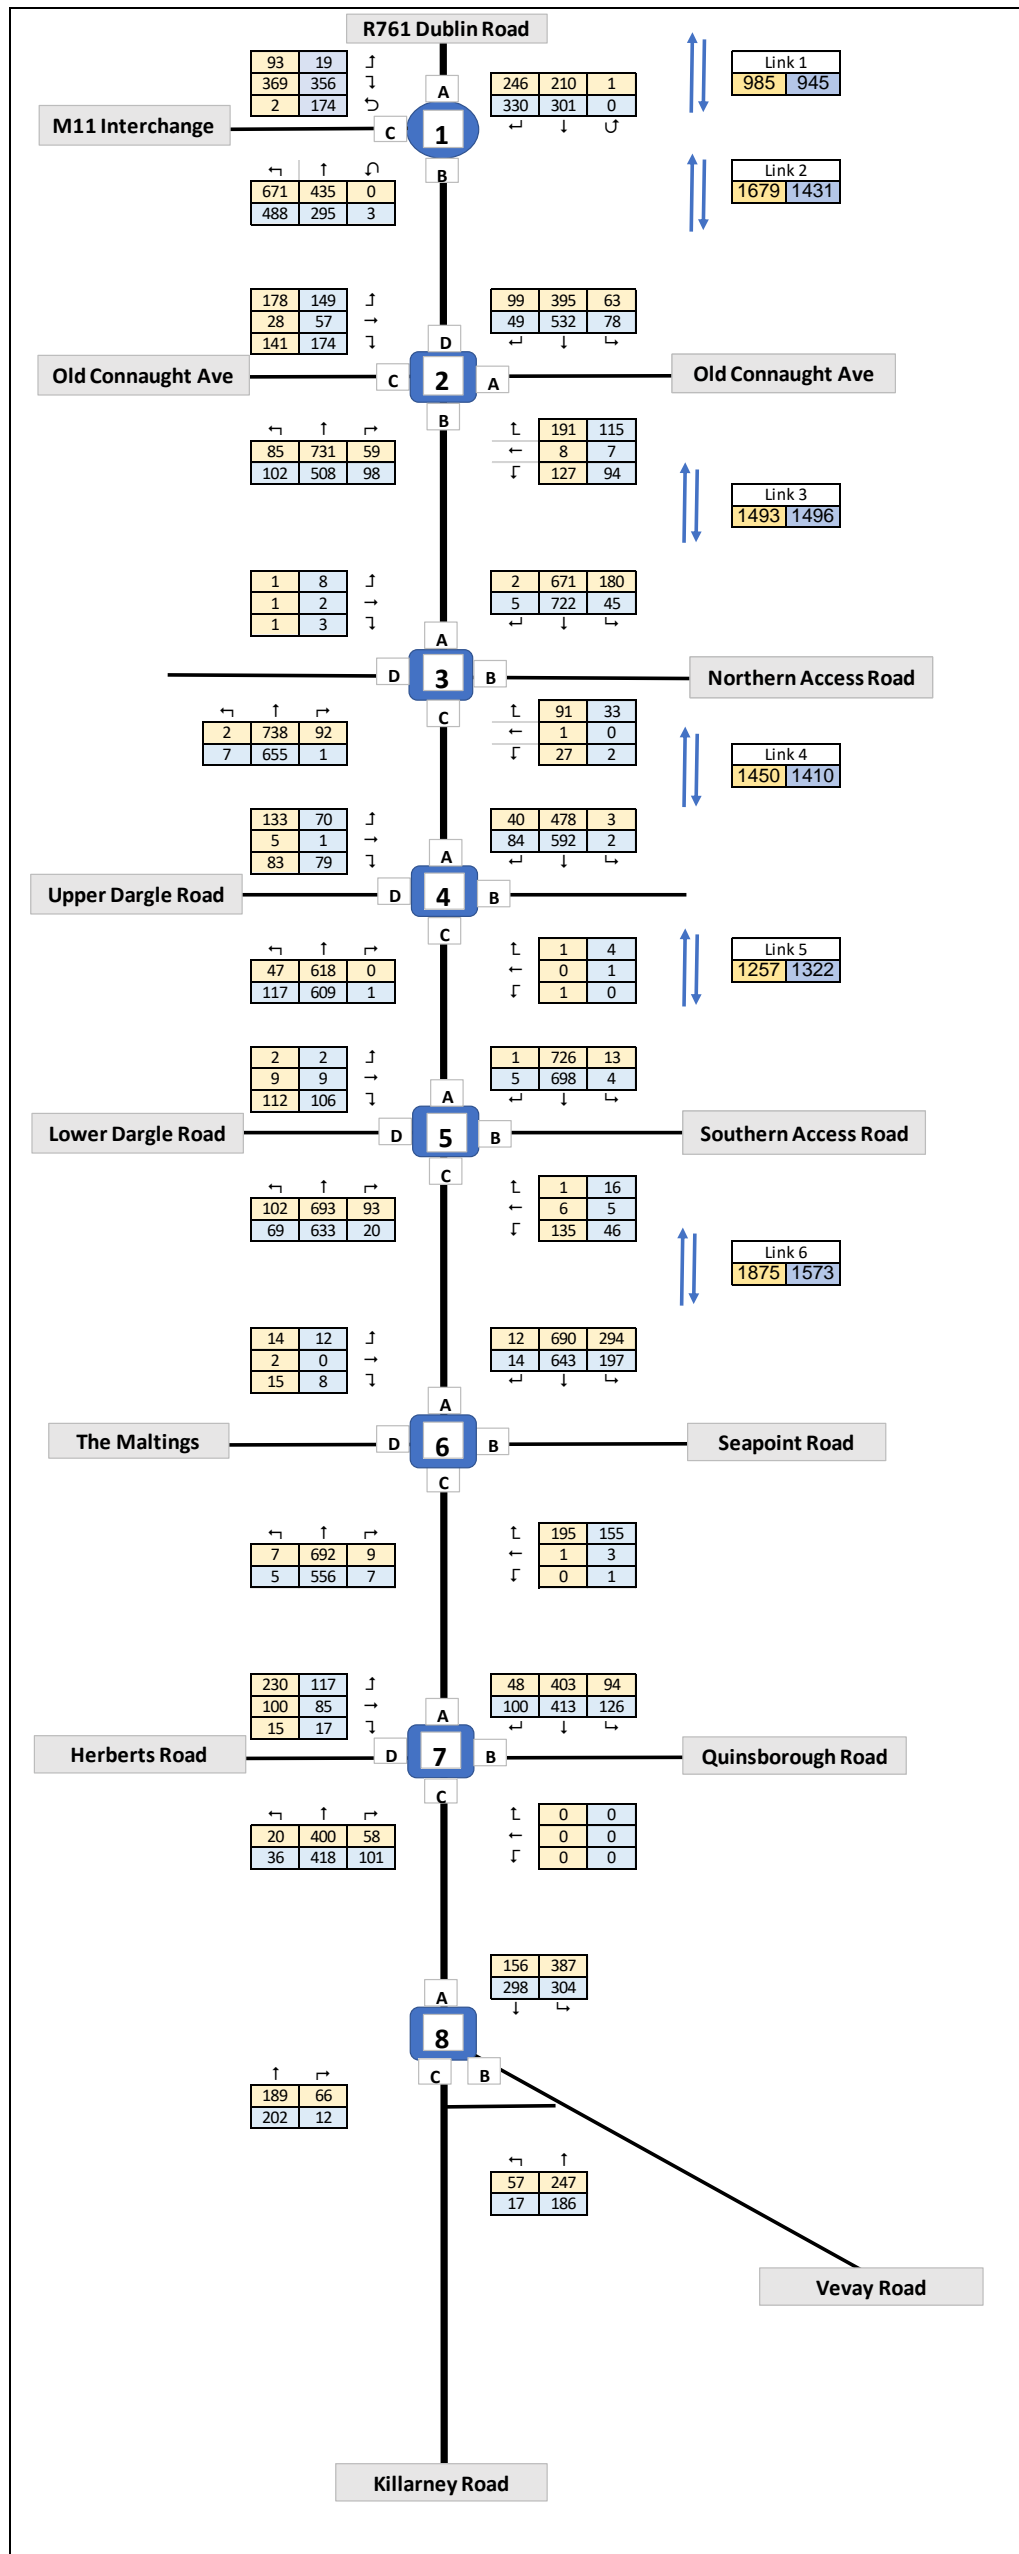 R761 Dublin Road
93 19 ↱
369 356 ↴
2 174 ⮌
A
246 210 1
330 301 0
Link 1
985 945
M11 Interchange
C
1
B
671 435 0
488 295 3
Link 2
1679 1431
178 149
28 57 →
141 174
99 395 63
49 532 78
D
Old Connaught Ave
C
2
A
Old Connaught Ave
B
85 731 59
102 508 98
191 115
← 8 7
127 94
Link 3
1493 1496
1 8
1 2 →
1 3
2 671 180
5 722 45
A
D
3
B
Northern Access Road
C
2 738 92
7 655 1
91 33
← 1 0
27 2
Link 4
1450 1410
133 70
5 1 →
83 79
40 478 3
84 592 2
A
Upper Dargle Road
D
4
B
C
47 618 0
117 609 1
1 4
← 0 1
1 0
Link 5
1257 1322
2 2
9 9 →
112 106
1 726 13
5 698 4
A
Lower Dargle Road
D
5
B
Southern Access Road
C
102 693 93
69 633 20
1 16
← 6 5
135 46
Link 6
1875 1573
14 12
2 0 →
15 8
12 690 294
14 643 197
A
The Maltings
D
6
B
Seapoint Road
C
7 692 9
5 556 7
195 155
← 1 3
0 1
230 117
100 85 →
15 17
48 403 94
100 413 126
A
Herberts Road
D
7
B
Quinsborough Road
C
20 400 58
36 418 101
0 0
← 0 0
0 0
156 387
298 304
A
8
C
B
189 66
202 12
57 247
17 186
Vevay Road
Killarney Road